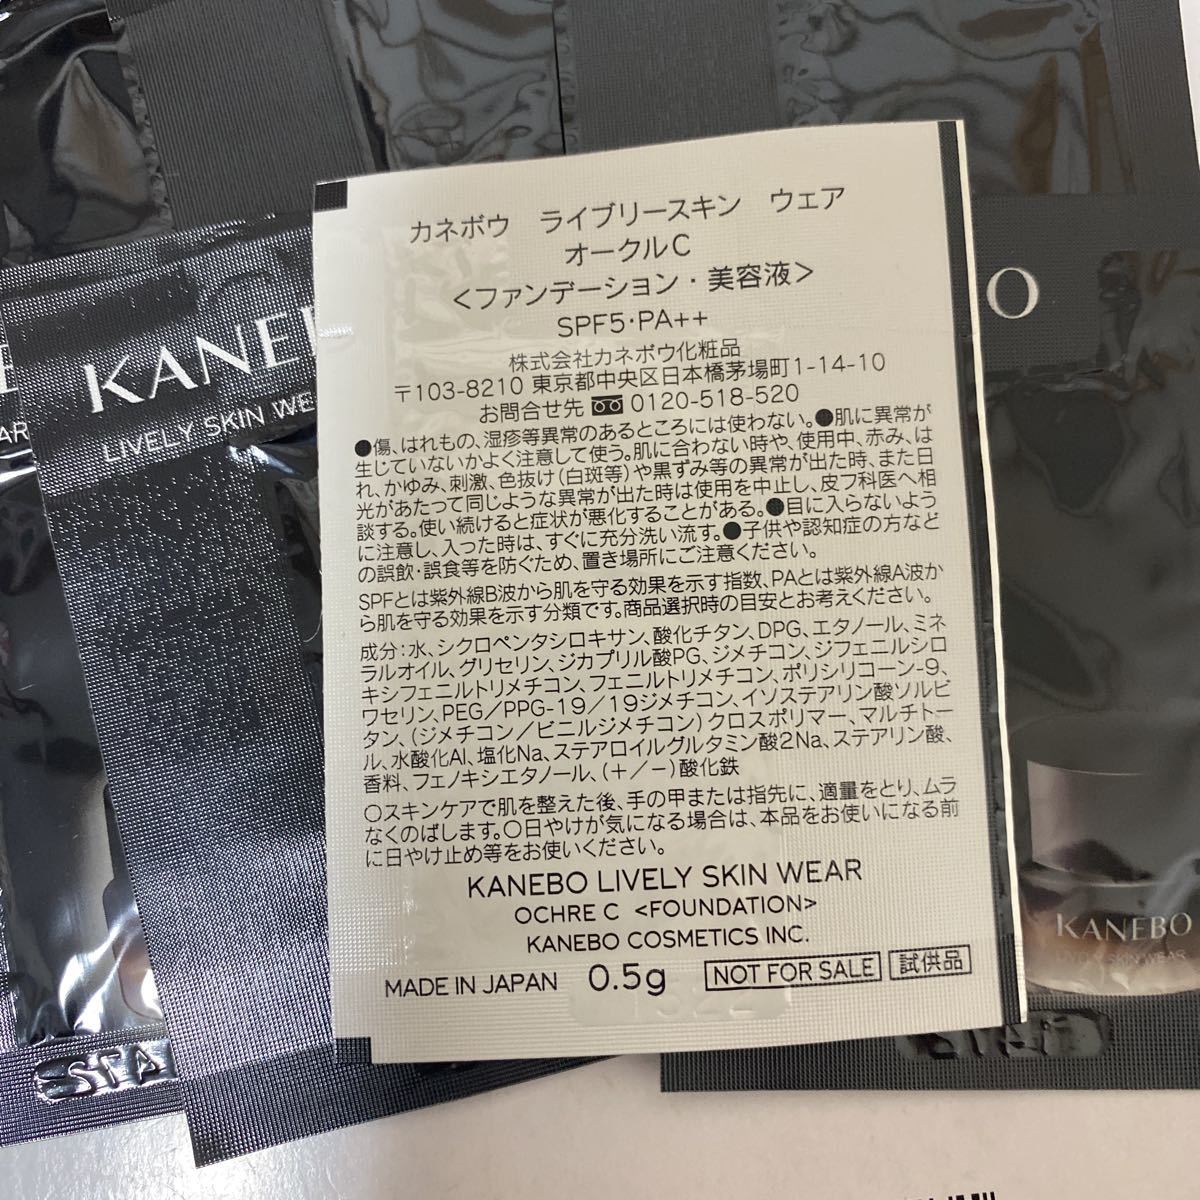 カネボウ ライブリースキン ウェア
オークルC
<ファンデーション・美容液>
SPF5・PA++
株式会社カネボウ化粧品
〒103-8210 東京都中央区日本橋茅場町1-14-10
お問合せ先 0120-518-520
●傷、はれもの、湿疹等異常のあるところには使わない。●肌に異常が
生じていないかよく注意して使う。肌に合わない時や、使用中、赤み、は
れ、かゆみ、刺激、色抜け(白斑等)や黒ずみ等の異常が出た時、また日
光があたって同じような異常が出た時は使用を中止し、皮フ科医へ相
談する。使い続けると症状が悪化することがある。●目に入らないよう
に注意し、入った時は、すぐに充分洗い流す。●子供や認知症の方など
の誤飲・誤食等を防ぐため、置き場所にご注意ください。
SPFとは紫外線B波から肌を守る効果を示す指数、PAとは紫外線A波か
ら肌を守る効果を示す分類です。商品選択時の目安とお考えください。
成分:水、シクロペンタシロキサン、酸化チタン、DPG、エタノール、ミネ
ラルオイル、グリセリン、ジカプリル酸PG、ジメチコン、ジフェニルシロ
キシフェニルトリメチコン、フェニルトリメチコン、ポリシリコーン-9、
ワセリン、PEG/PPG-19/19ジメチコン、イソステアリン酸ソルビ
タン、(ジメチコン/ビニルジメチコン)クロスポリマー、マルチトー
ル、水酸化Al、塩化Na、ステアロイルグルタミン酸2Na、ステアリン酸、
香料、フェノキシエタノール、(+/-)酸化鉄
○スキンケアで肌を整えた後、手の甲または指先に、適量をとり、ムラ
なくのばします。○日やけが気になる場合は、本品をお使いになる前
に日やけ止め等をお使いください。
KANEBO LIVELY SKIN WEAR
OCHRE C <FOUNDATION>
KANEBO COSMETICS INC.
MADE IN JAPAN 0.5g NOT FOR SALE 試供品
KANE
LIVELY SKIN WE
AR
O
KANEBO
LIVELY SKIN WEAR